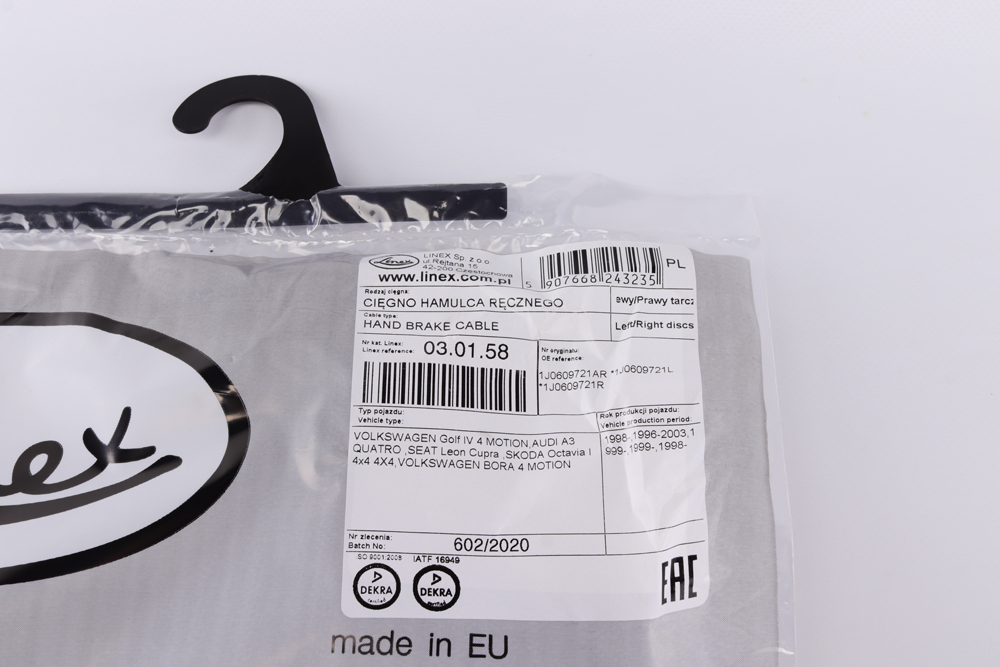 Linex
LINEX Sp. z o.o.
ul.Rejtana 16
42-200 Częstochowa
www.linex.com.pl
5 907668 243235
PL
Rodzaj cięgna:
CIĘGNO HAMULCA RĘCZNEGO
ewy/Prawy tarcz
Cable type:
HAND BRAKE CABLE
Left/Right discs
Nr kat. Linex:
Linex reference:
03.01.58
Nr oryginału:
OE reference:
1J0609721AR *1J0609721L
*1J0609721R
Typ pojazdu:
Vehicle type:
Rok produkcji pojazdu:
Vehicle production period:
VOLKSWAGEN Golf IV 4 MOTION,AUDI A3
QUATRO ,SEAT Leon Cupra ,SKODA Octavia I
4x4 4X4,VOLKSWAGEN BORA 4 MOTION
1998-,1996-2003,1
999-,1999-,1998-
Nr zlecenia:
Batch No:
602/2020
ISO 9001:2008
IATF 16949
DEKRA
DEKRA
EAC
nex
made in EU